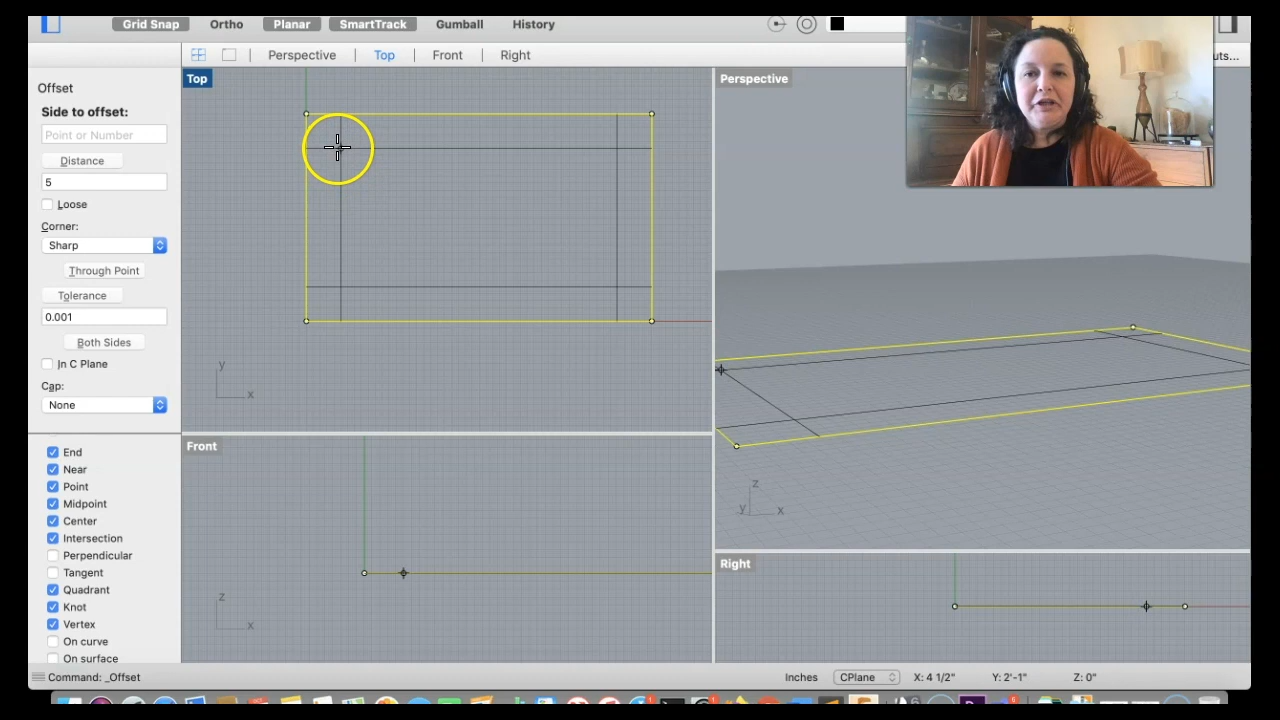 Grid Snap Ortho Planar SmartTrack Gumball History
Perspective Top Front Right
uts...
Offset
Side to offset:
Point or Number
Distance
5
Loose
Corner:
Sharp
Through Point
Tolerance
0.001
Both Sides
In C Plane
Cap:
None
End
Near
Point
Midpoint
Center
Intersection
Perpendicular
Tangent
Quadrant
Knot
Vertex
On curve
On surface
Top
y
x
Perspective
z
y x
Front
z
x
Right
Command: _Offset
Inches CPlane X: 4 1/2" Y: 2'-1" Z: 0"